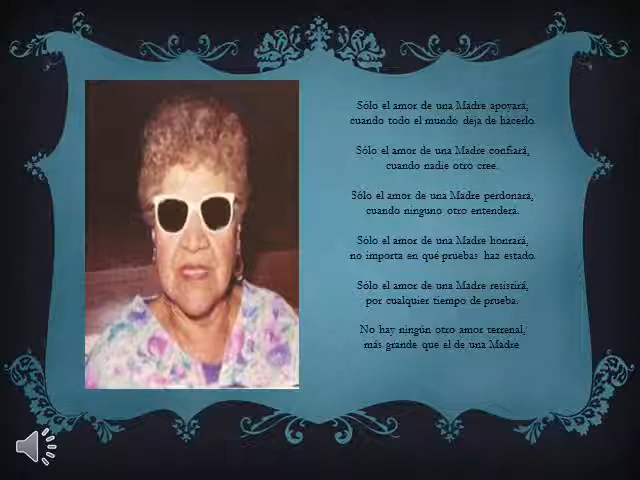 Sólo el amor de una Madre apoyará,
cuando todo el mundo deja de hacerlo.
Sólo el amor de una Madre confiará,
cuando nadie otro cree.
Sólo el amor de una Madre perdonará,
cuando ninguno otro entenderá.
Sólo el amor de una Madre honrará,
no importa en qué pruebas haz estado.
Sólo el amor de una Madre resistirá,
por cualquier tiempo de prueba.
No hay ningún otro amor terrenal,
más grande que el de una Madre